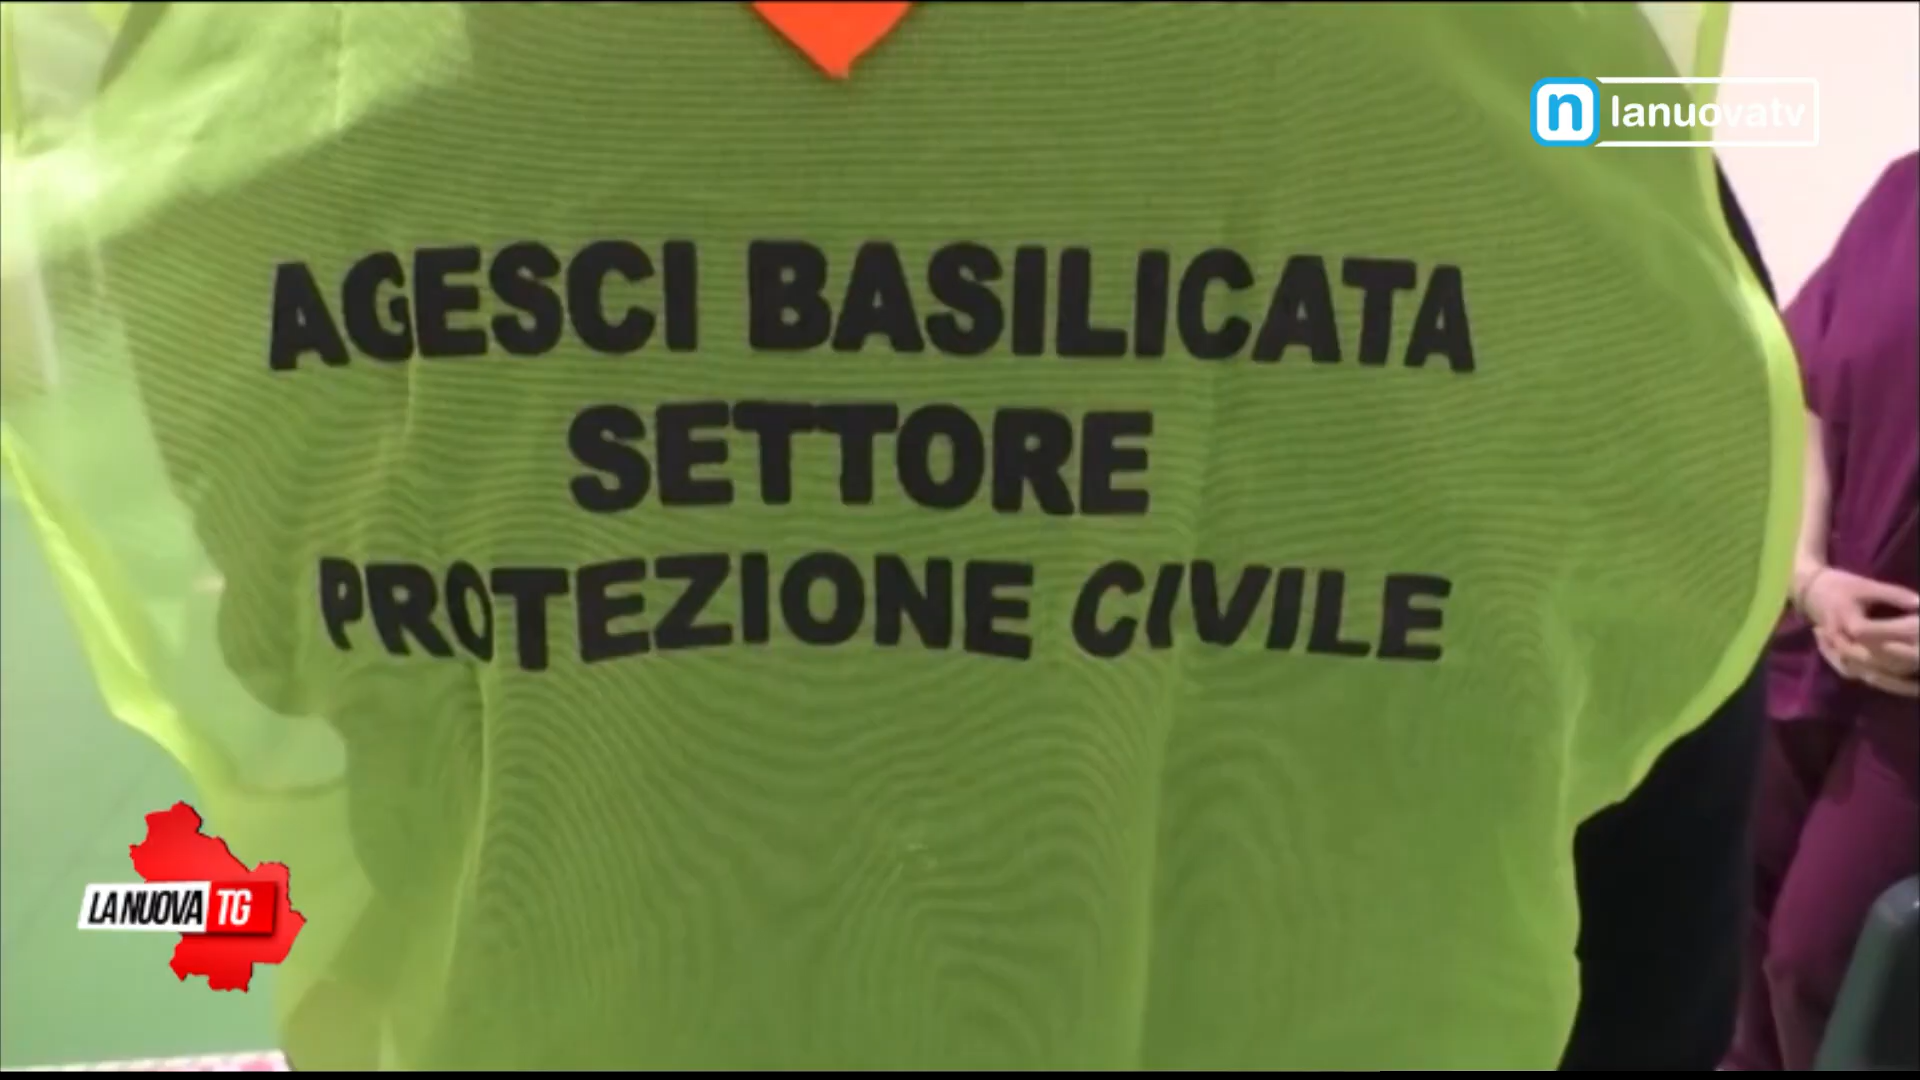 n lanuovatv
AGESCI BASILICATA
SETTORE
PROTEZIONE CIVILE
LA NUOVA TG